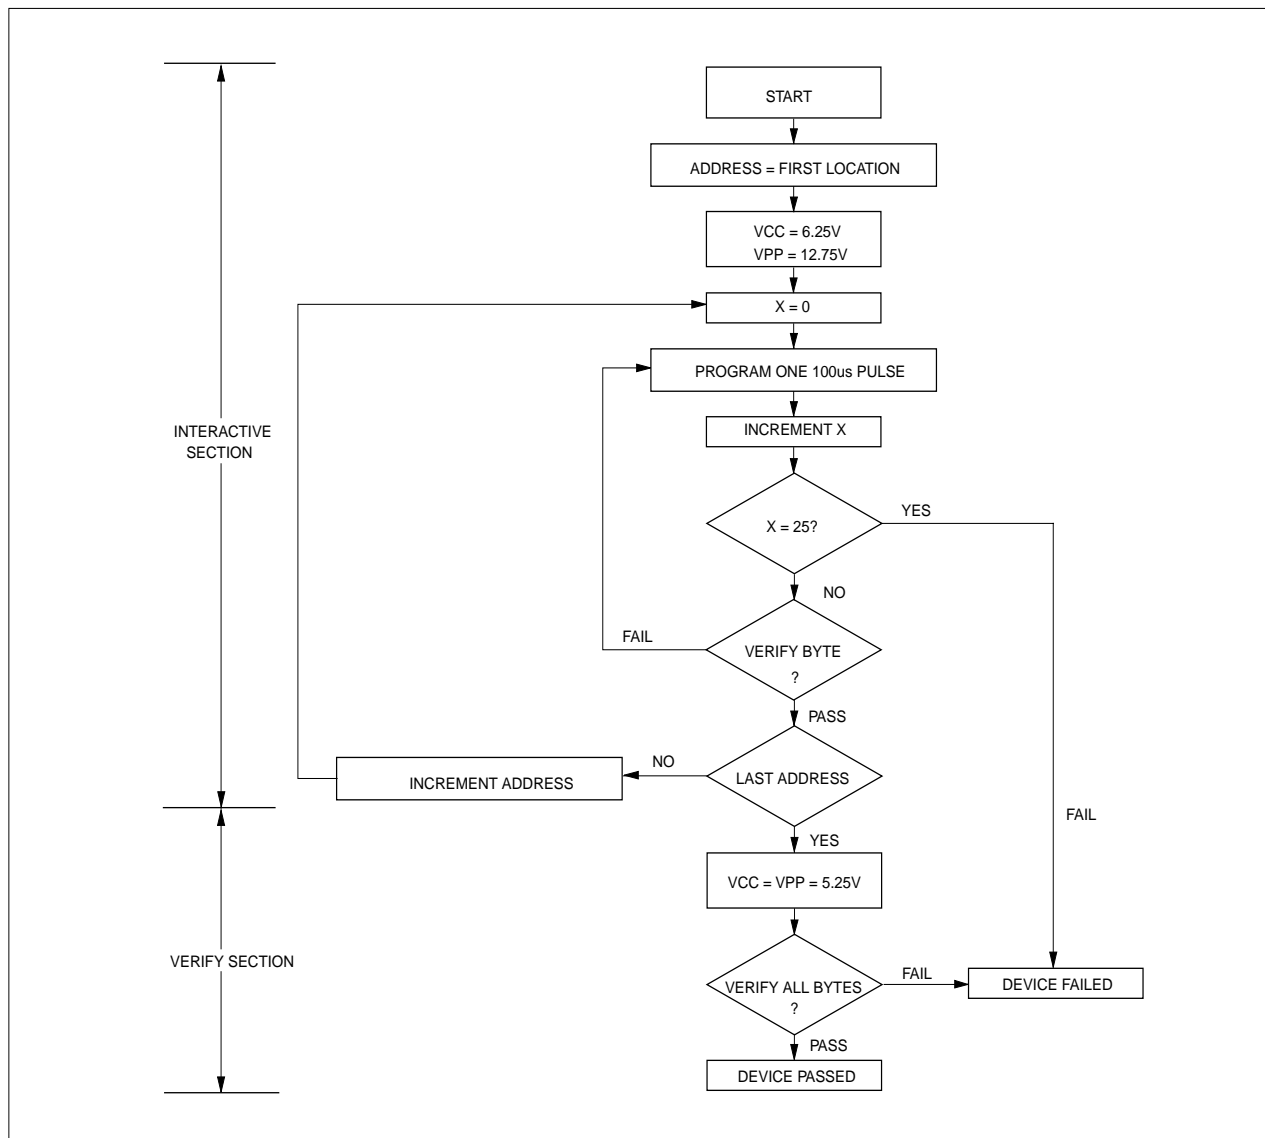 START
ADDRESS = FIRST LOCATION
VCC = 6.25V
VPP = 12.75V
X = 0
PROGRAM ONE 100us PULSE
INTERACTIVE
SECTION
INCREMENT X
X = 25?
YES
NO
FAIL
VERIFY BYTE
?
PASS
NO
INCREMENT ADDRESS
LAST ADDRESS
FAIL
YES
VCC = VPP = 5.25V
VERIFY SECTION
VERIFY ALL BYTES
?
FAIL
DEVICE FAILED
PASS
DEVICE PASSED